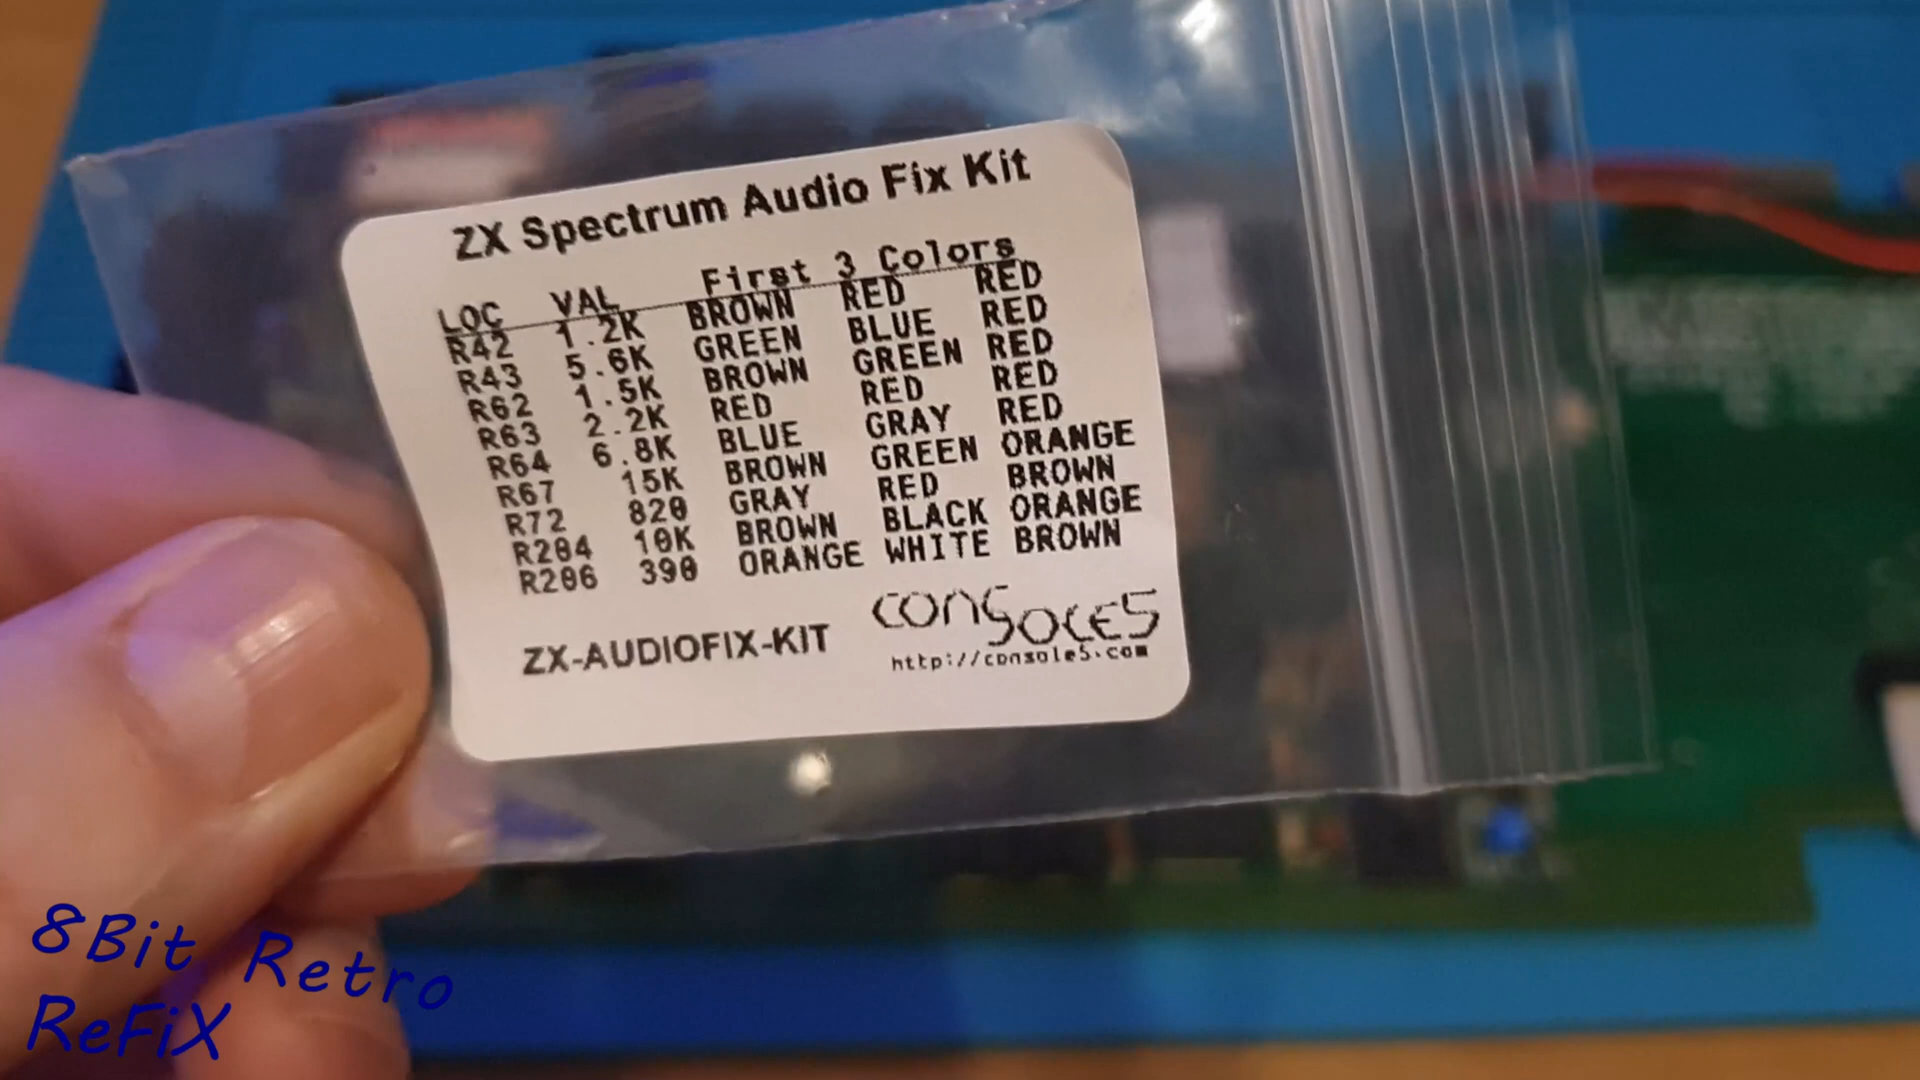 ZX Spectrum Audio Fix Kit
LOC VAL First 3 Colors
R42 1.2K BROWN RED RED
R43 5.6K GREEN BLUE RED
R62 1.5K BROWN GREEN RED
R63 2.2K RED RED RED
R64 6.8K BLUE GRAY RED
R67 15K BROWN GREEN ORANGE
R72 820 GRAY RED BROWN
R204 10K BROWN BLACK ORANGE
R206 390 ORANGE WHITE BROWN
ZX-AUDIOFIX-KIT
CONSOLE5
http://console5.com
8Bit Retro
ReFiX